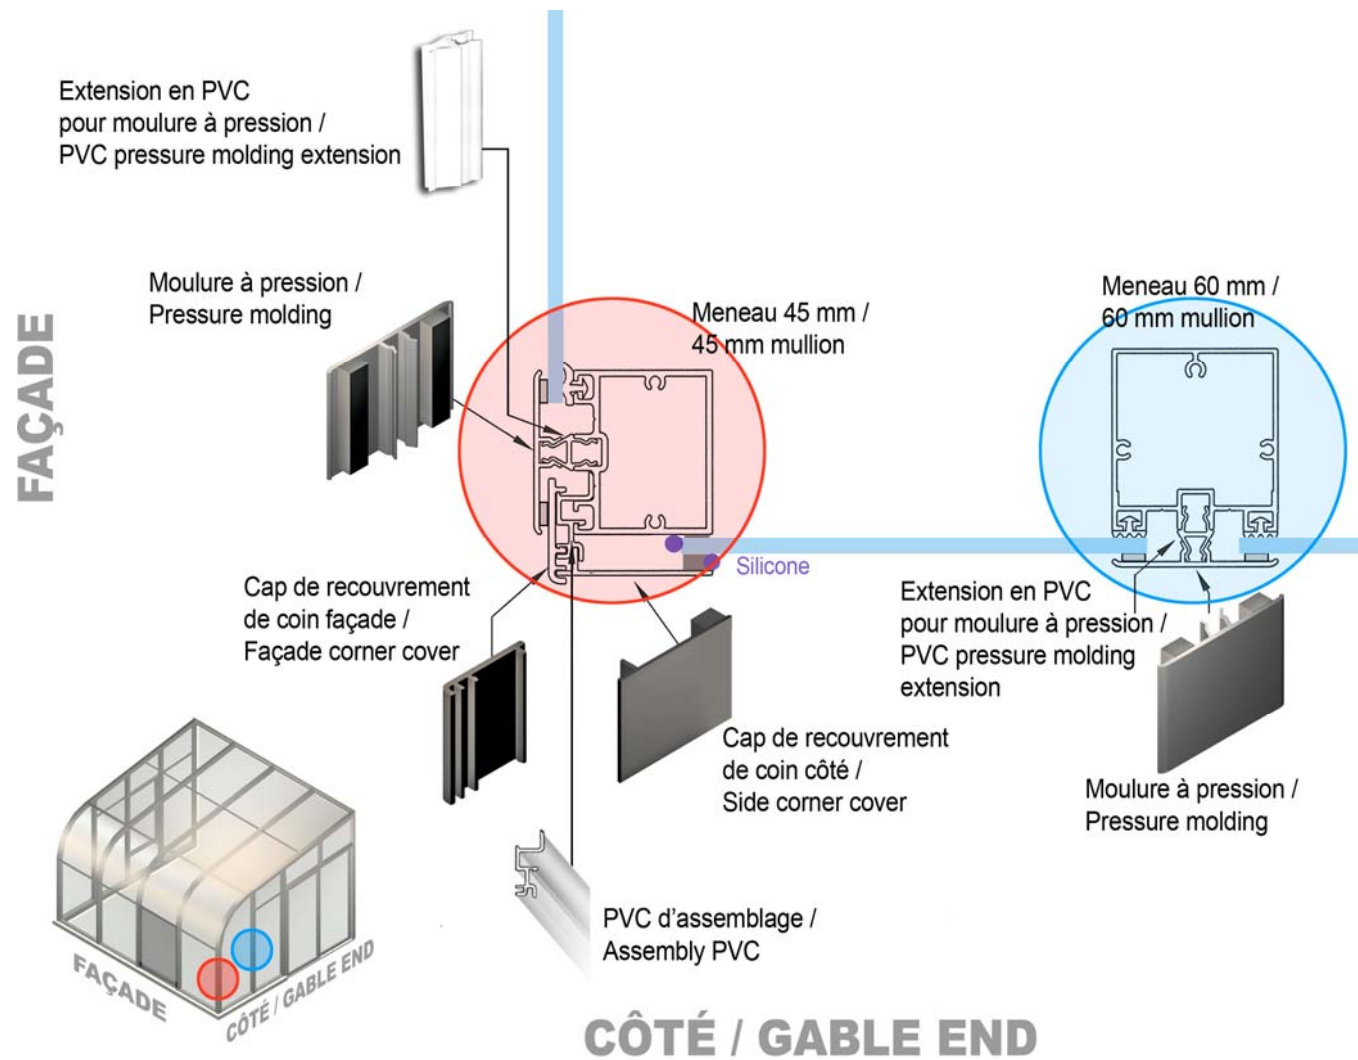 Extension en PVC
pour moulure à pression /
PVC pressure molding extension
Moulure à pression /
Pressure molding
FAÇADE
Meneau 45 mm /
45 mm mullion
Meneau 60 mm /
60 mm mullion
Silicone
Cap de recouvrement
de coin façade /
Façade corner cover
Extension en PVC
pour moulure à pression /
PVC pressure molding
extension
Cap de recouvrement
de coin côté /
Side corner cover
Moulure à pression /
Pressure molding
PVC d'assemblage /
Assembly PVC
FAÇADE
CÔTÉ / GABLE END
CÔTÉ / GABLE END